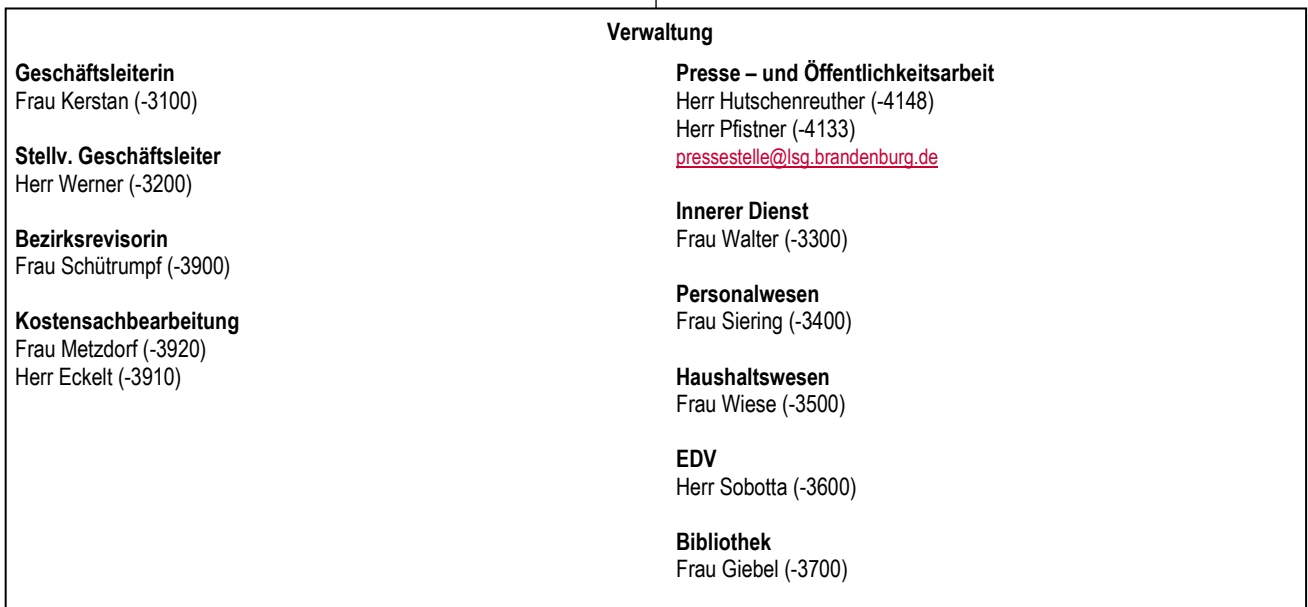 Verwaltung
Geschäftsleiterin
Frau Kerstan (-3100)
Stellv. Geschäftsleiter
Herr Werner (-3200)
Bezirksrevisorin
Frau Schütrumpf (-3900)
Kostensachbearbeitung
Frau Metzdorf (-3920)
Herr Eckelt (-3910)
Presse – und Öffentlichkeitsarbeit
Herr Hutschenreuther (-4148)
Herr Pfistner (-4133)
pressestelle@lsg.brandenburg.de
Innerer Dienst
Frau Walter (-3300)
Personalwesen
Frau Siering (-3400)
Haushaltswesen
Frau Wiese (-3500)
EDV
Herr Sobotta (-3600)
Bibliothek
Frau Giebel (-3700)